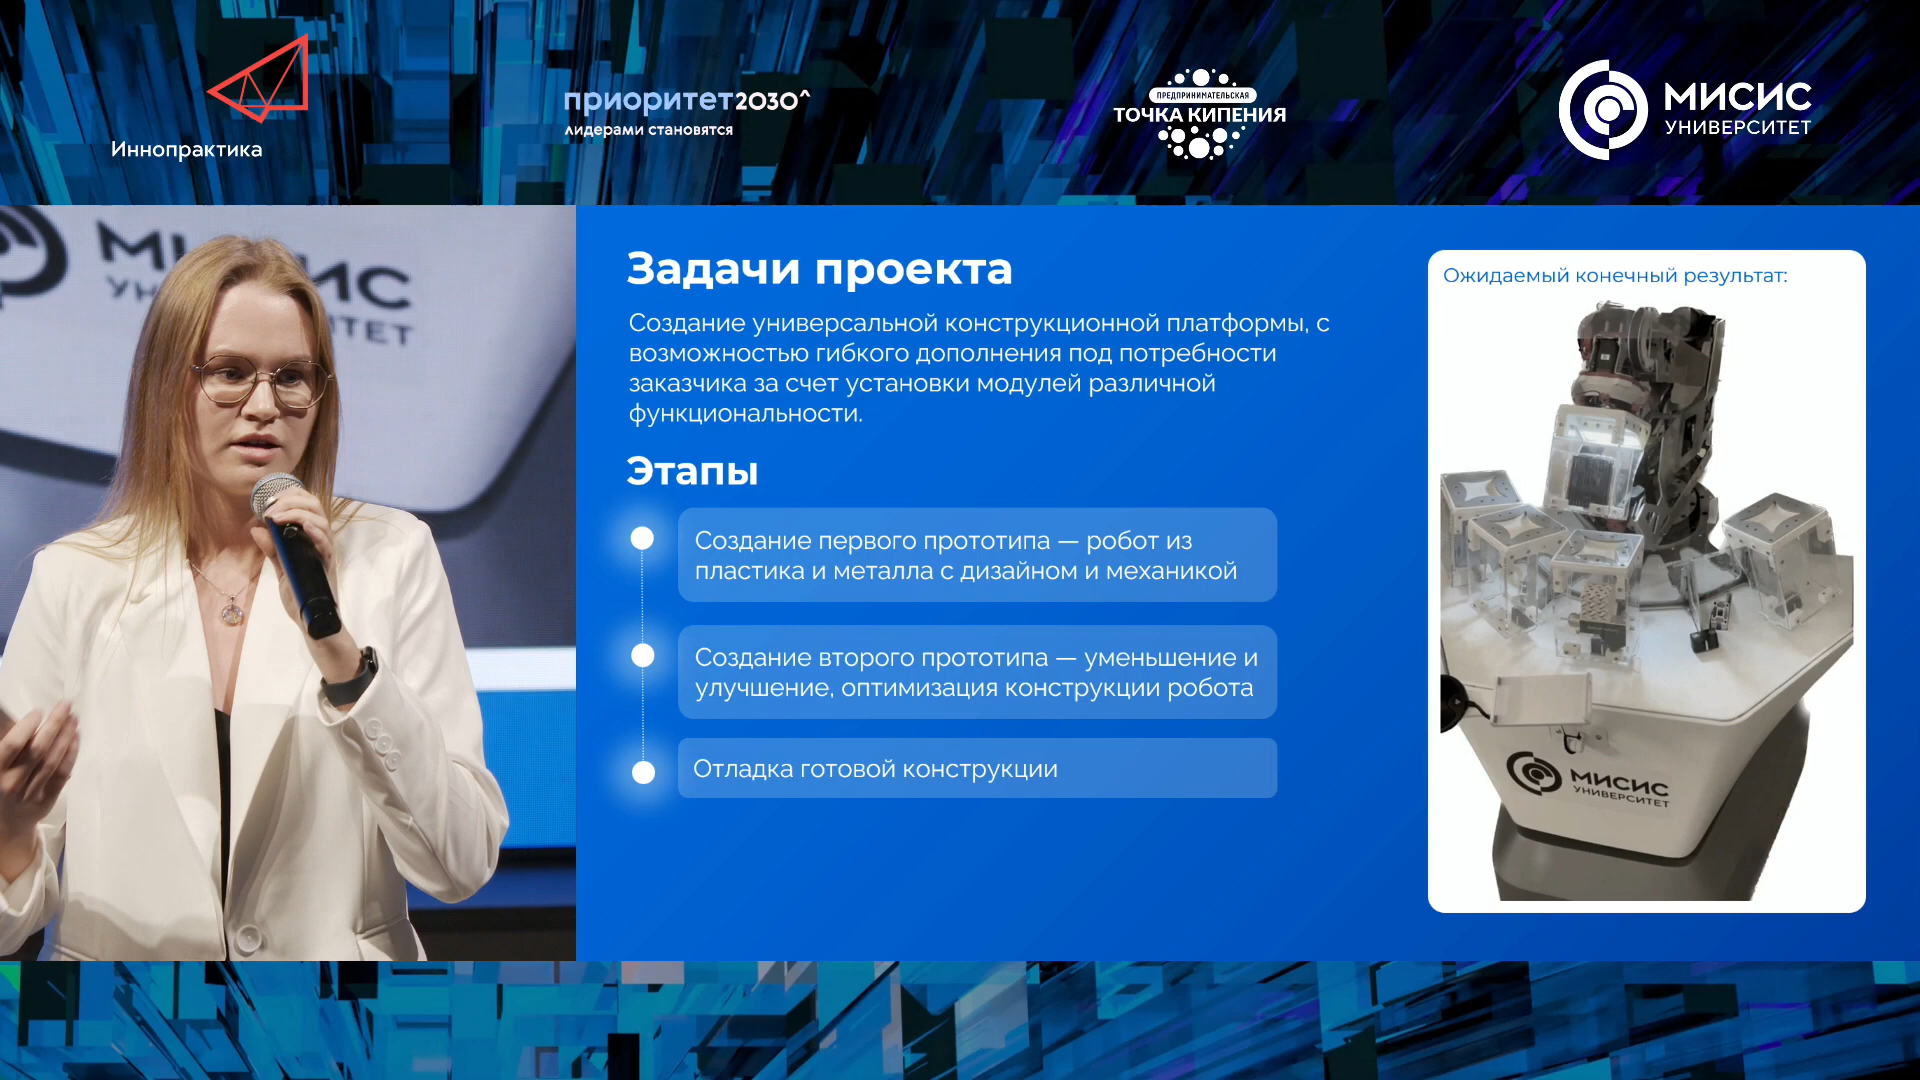 Иннопрактика
приоритет2030^
лидерами становятся
ПРЕДПРИНИМАТЕЛЬСКАЯ
ТОЧКА КИПЕНИЯ
МИСИС
УНИВЕРСИТЕТ
Задачи проекта
Создание универсальной конструкционной платформы, с
возможностью гибкого дополнения под потребности
заказчика за счет установки модулей различной
функциональности.
Этапы
Создание первого прототипа — робот из
пластика и металла с дизайном и механикой
Создание второго прототипа — уменьшение и
улучшение, оптимизация конструкции робота
Отладка готовой конструкции
Ожидаемый конечный результат:
МИСИС
УНИВЕРСИТЕТ